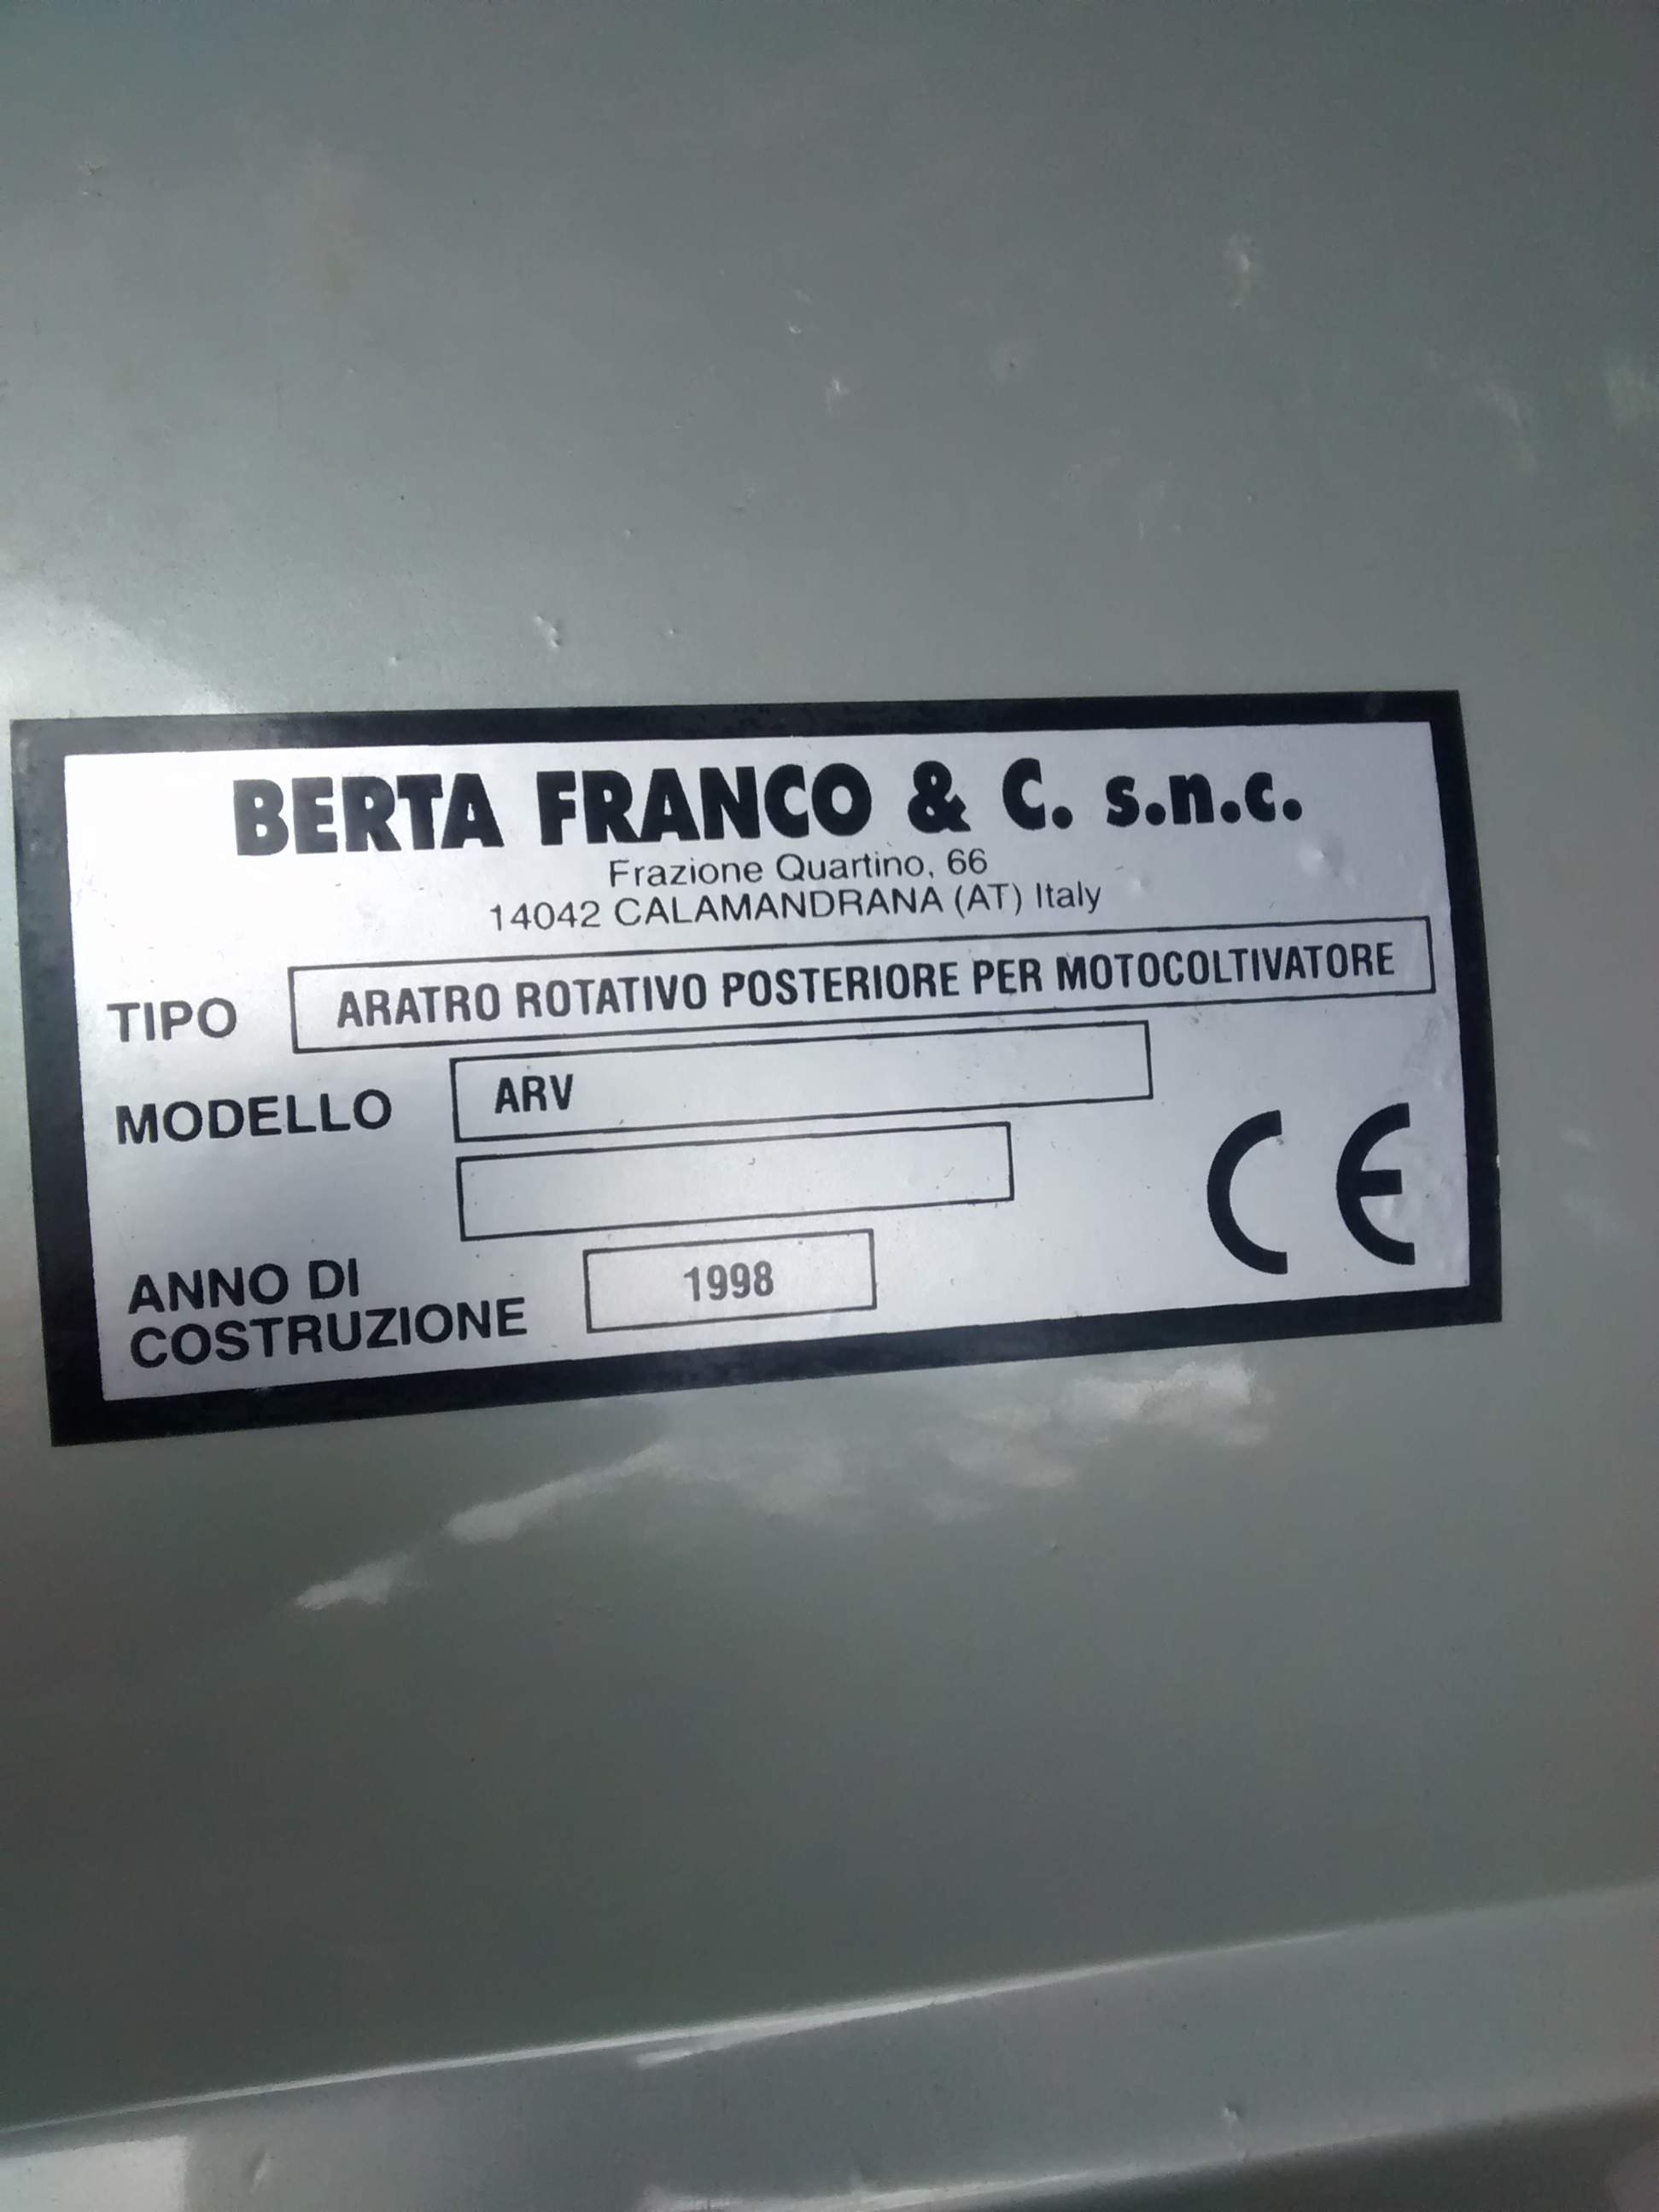 BERTA FRANCO & C. s.n.c.
Frazione Quartino, 66
14042 CALAMANDRANA (AT) Italy
TIPO ARATRO ROTATIVO POSTERIORE PER MOTOCOLTIVATORE
MODELLO ARV
CE
ANNO DI
COSTRUZIONE 1998